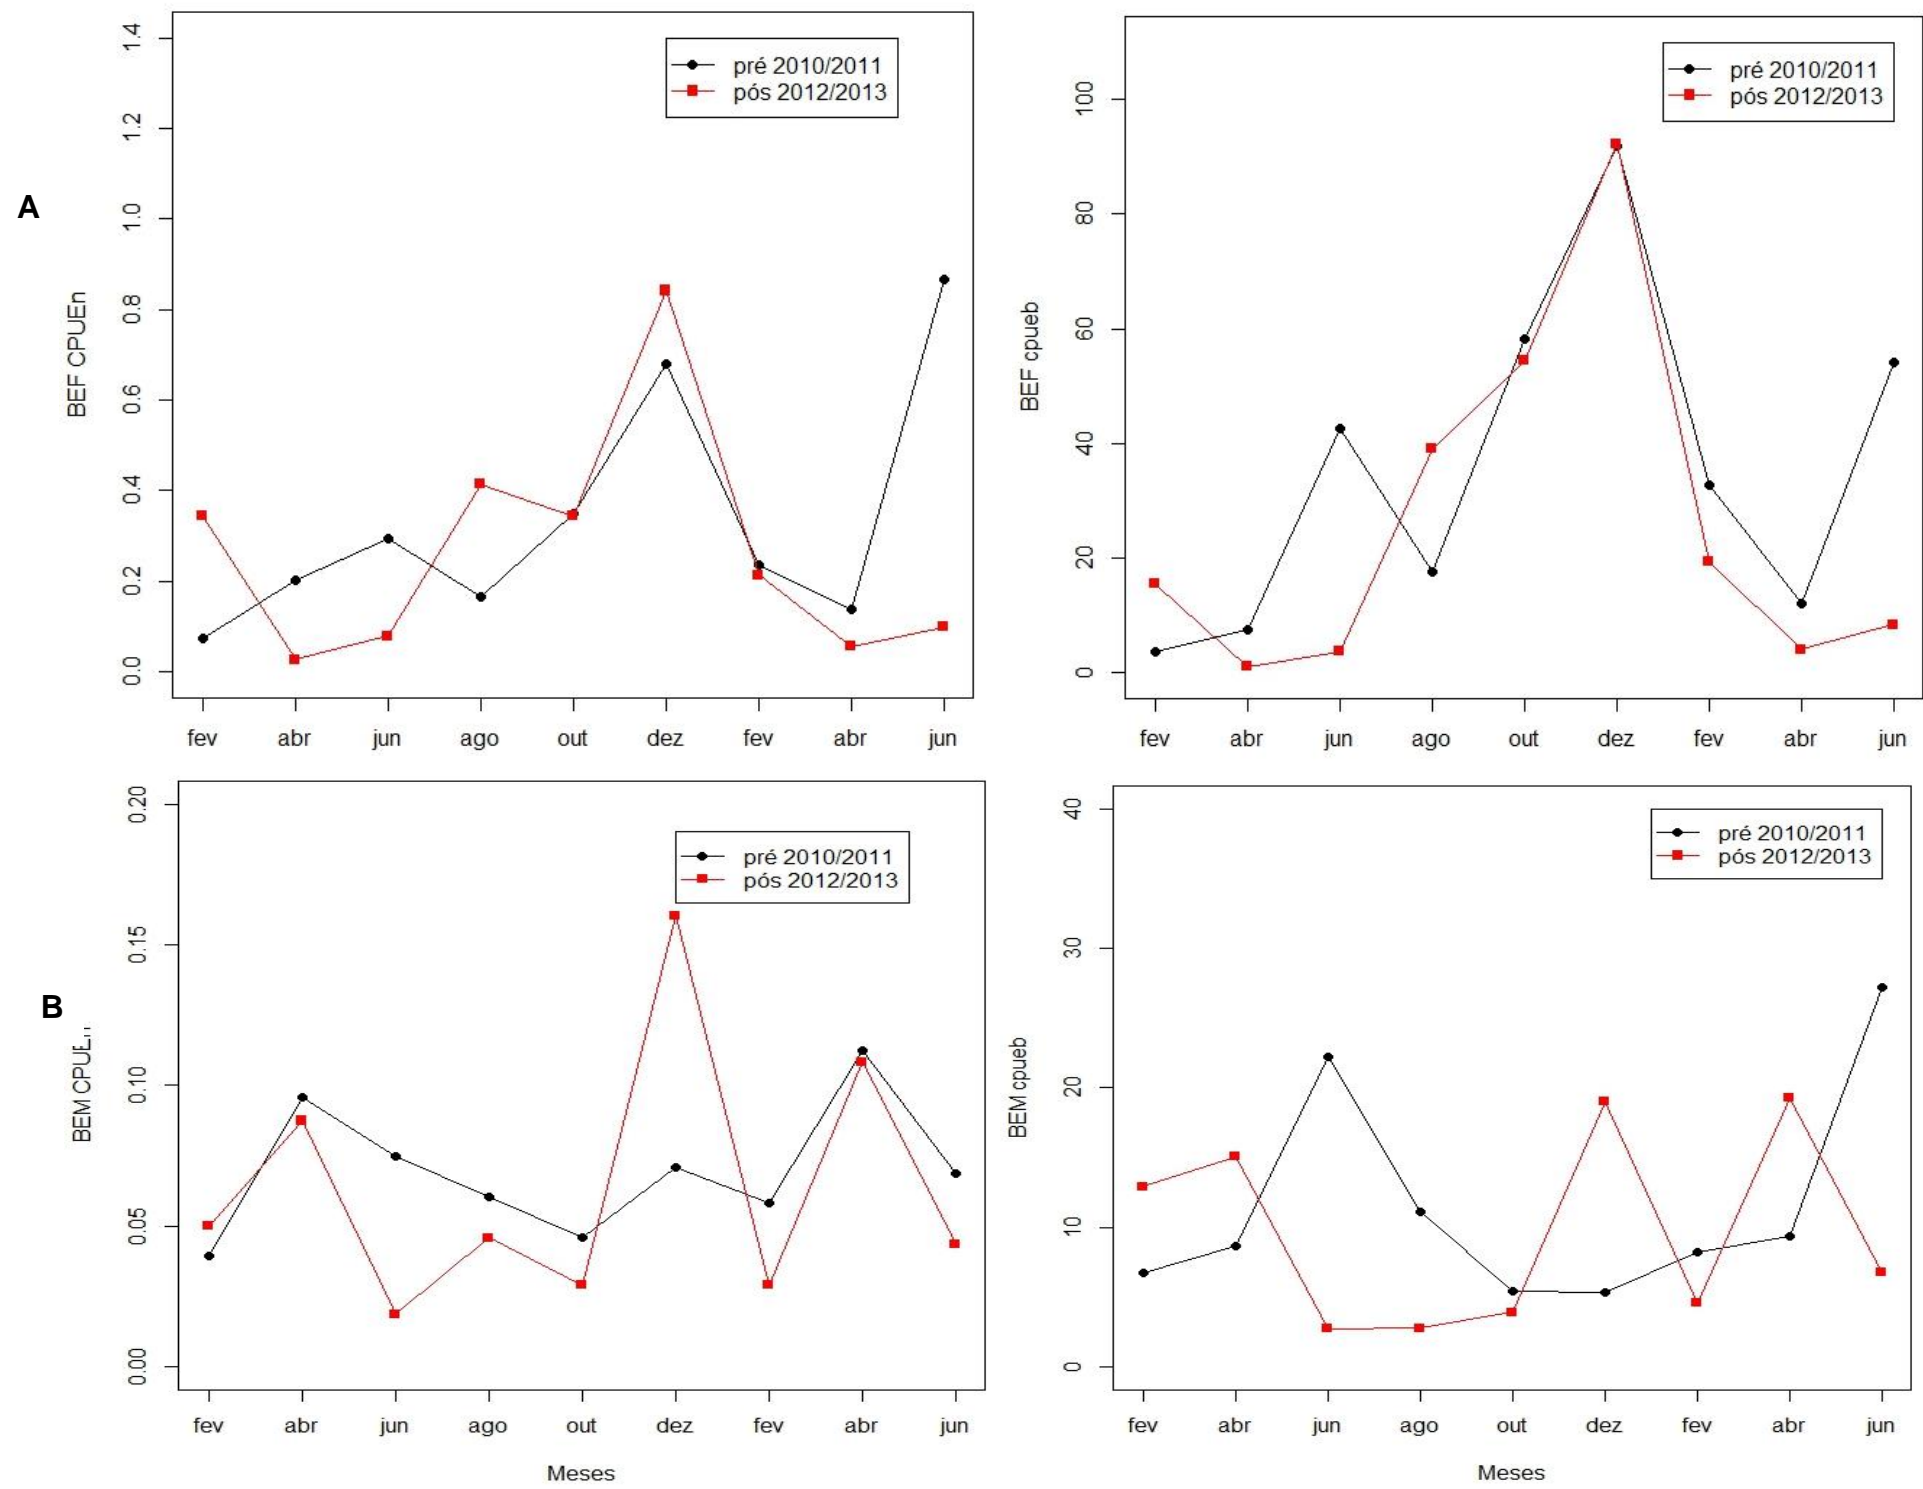 A
BEF CPUEn
1.4
1.2
1.0
0.8
0.6
0.4
0.2
0.0
pré 2010/2011
pós 2012/2013
fev abr jun ago out dez fev abr jun
BEF cpueb
100
80
60
40
20
0
pré 2010/2011
pós 2012/2013
fev abr jun ago out dez fev abr jun
B
BEM
0.20
0.15
0.10
0.05
0.00
pré 2010/2011
pós 2012/2013
fev abr jun ago out dez fev abr jun
Meses
BEM cpueb
40
30
20
10
0
pré 2010/2011
pós 2012/2013
fev abr jun ago out dez fev abr jun
Meses